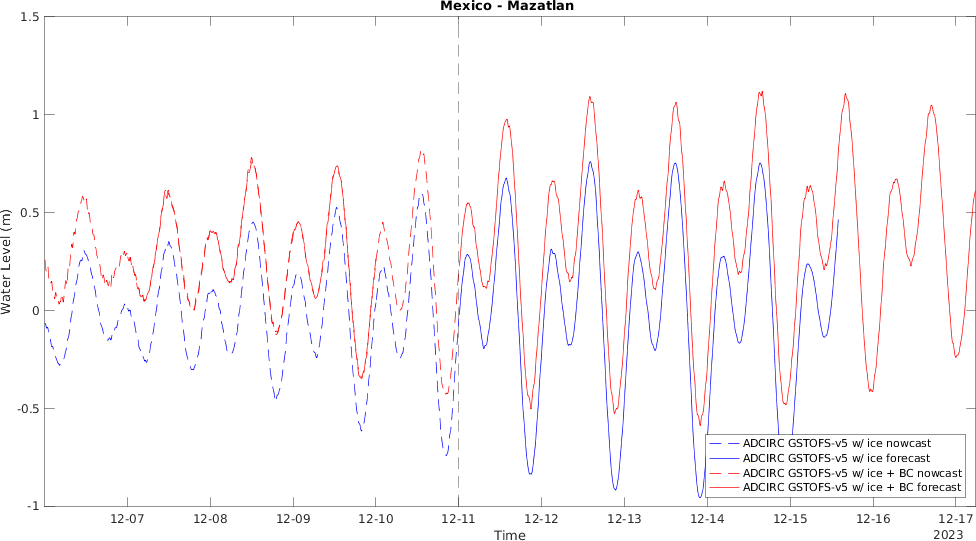 Mexico - Mazatlan
1.5
1
0.5
0
-0.5
-1
Water Level (m)
ADCIRC GSTOFS-v5 w/ ice nowcast
ADCIRC GSTOFS-v5 w/ ice forecast
ADCIRC GSTOFS-v5 w/ ice + BC nowcast
ADCIRC GSTOFS-v5 w/ ice + BC forecast
12-07 12-08 12-09 12-10 12-11 12-12 12-13 12-14 12-15 12-16 12-17
Time
2023